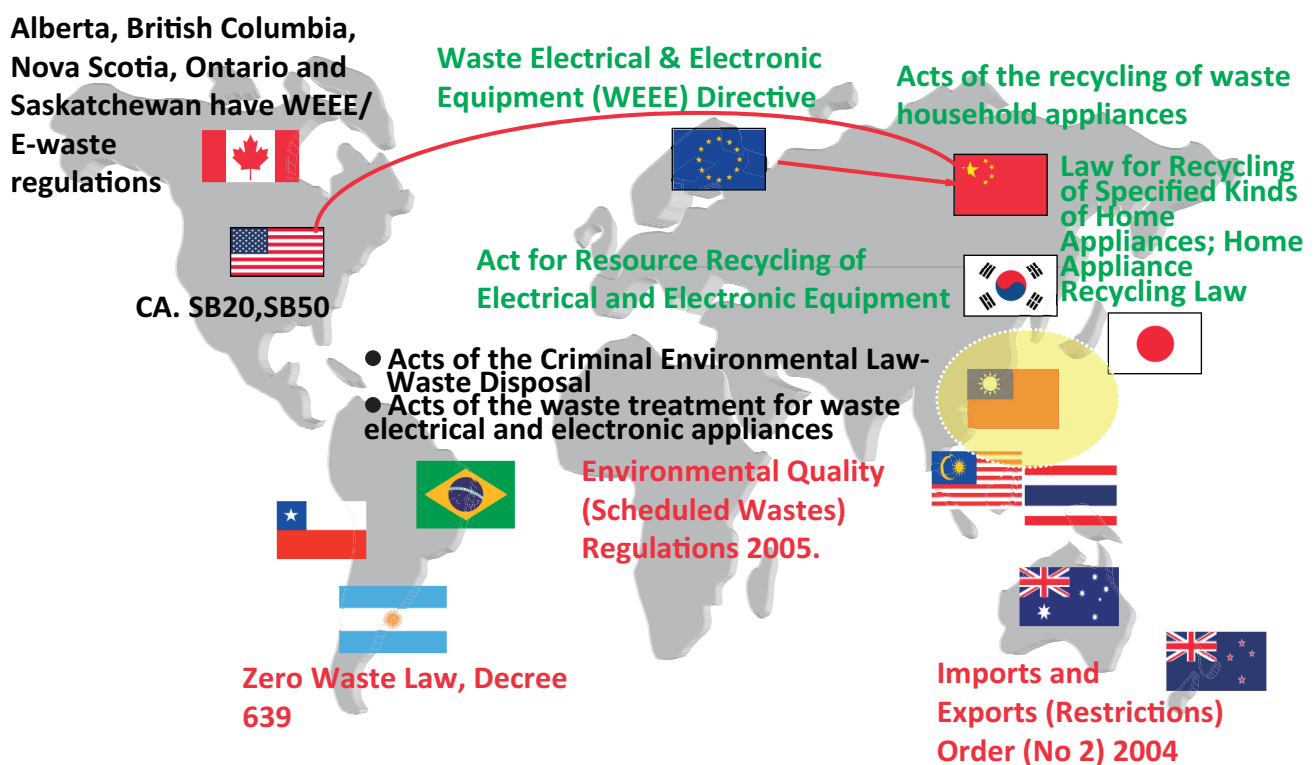 Alberta, British Columbia,
Nova Scotia, Ontario and
Saskatchewan have WEEE/
E-waste
regulations
Waste Electrical & Electronic
Equipment (WEEE) Directive
Acts of the recycling of waste
household appliances
Law for Recycling
of Specified Kinds
of Home
Appliances; Home
Appliance
Recycling Law
CA. SB20,SB50
Act for Resource Recycling of
Electrical and Electronic Equipment
● Acts of the Criminal Environmental Law-
Waste Disposal
● Acts of the waste treatment for waste
electrical and electronic appliances
Environmental Quality
(Scheduled Wastes)
Regulations 2005.
Zero Waste Law, Decree
639
Imports and
Exports (Restrictions)
Order (No 2) 2004